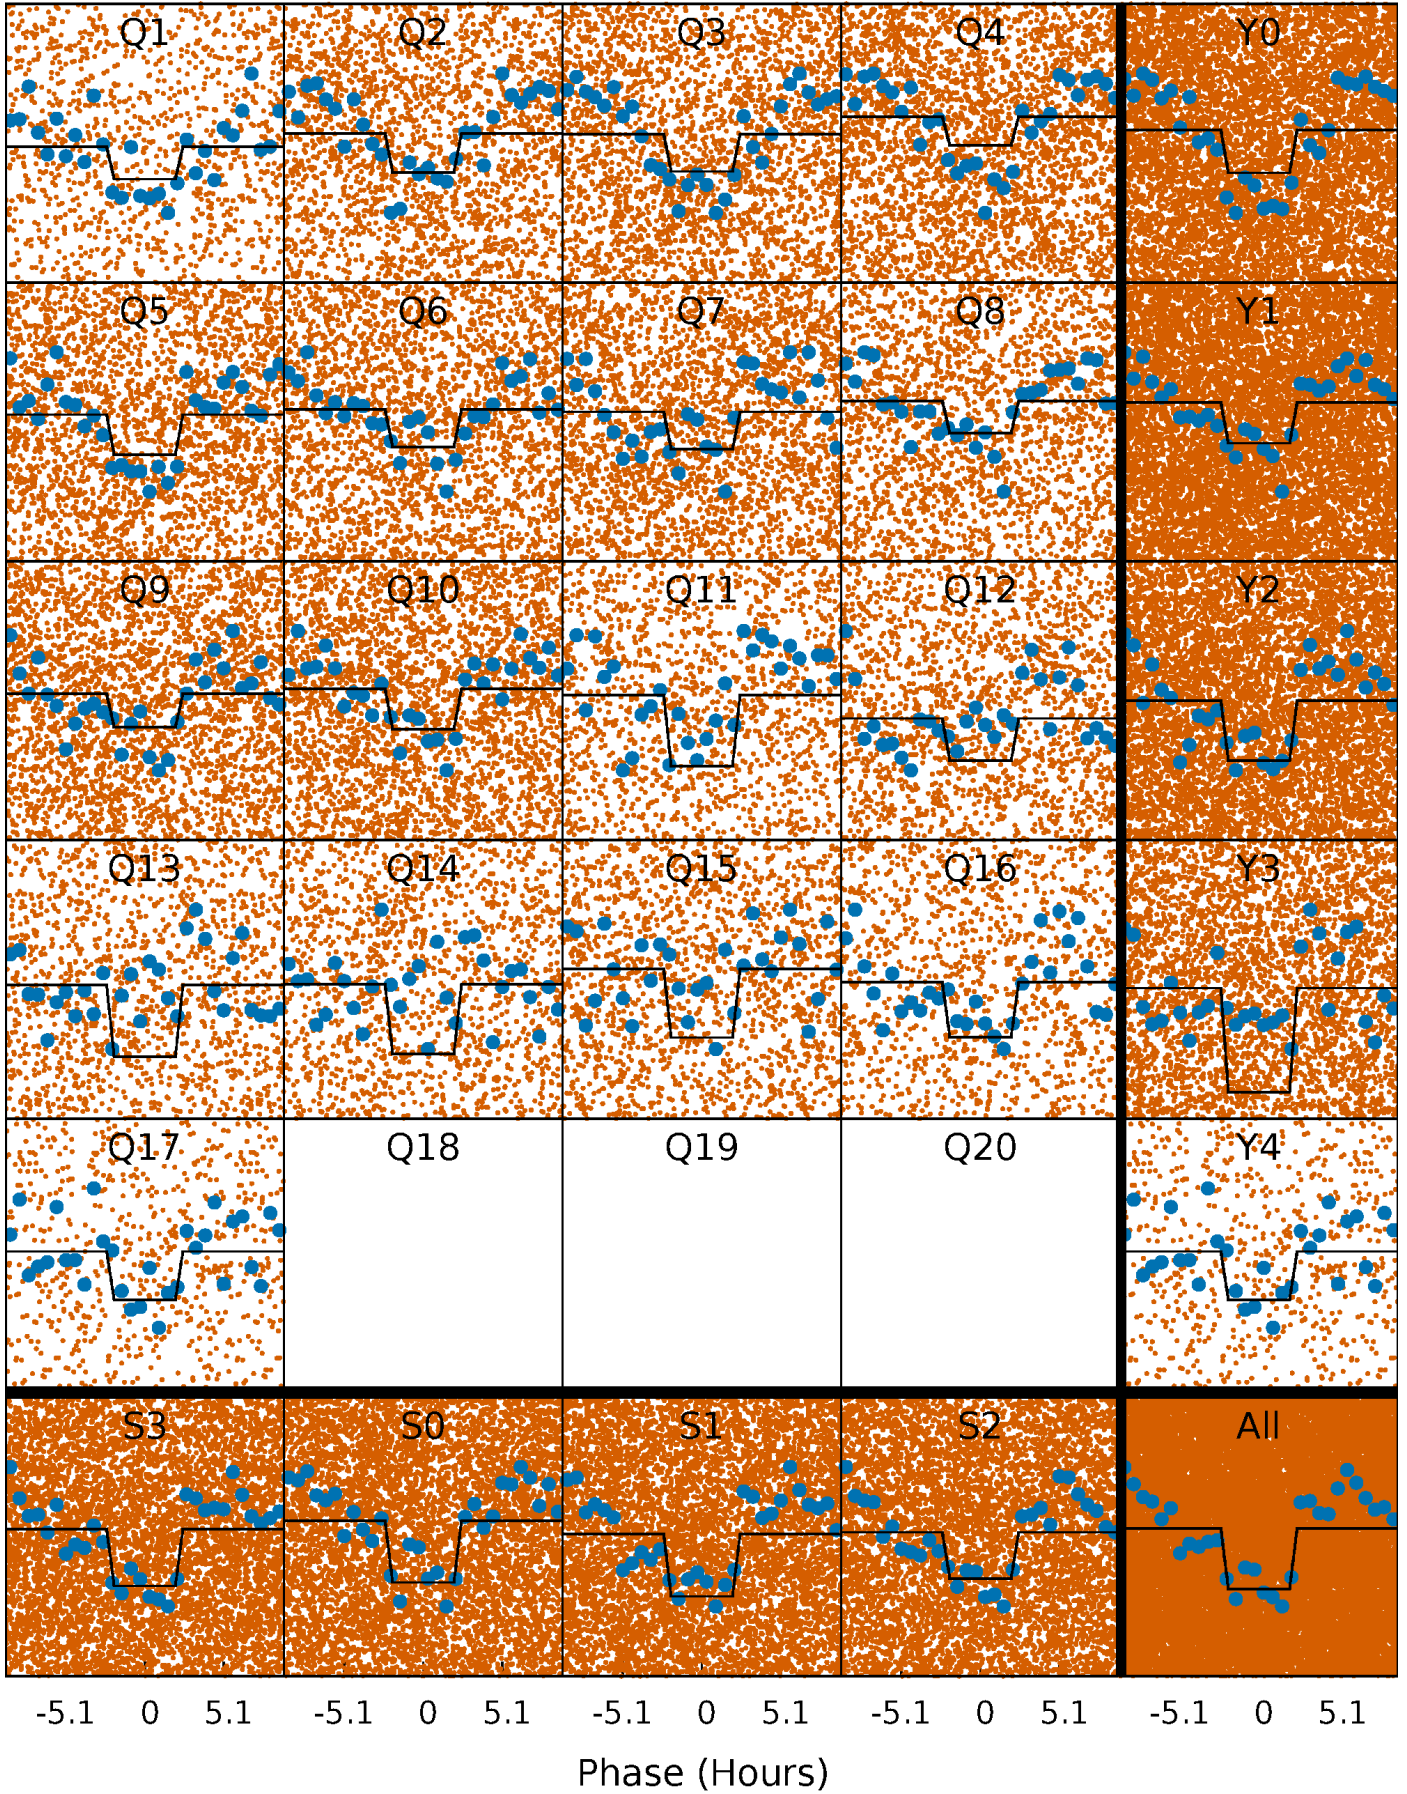 Q1 Q2 Q3 Q4 Y0
Q5 Q6 Q7 Q8 Y1
Q9 Q10 Q11 Q12 Y2
Q13 Q14 Q15 Q16 Y3
Q17 Q18 Q19 Q20 Y4
S3 S0 S1 S2 All
-5.1 0 5.1 -5.1 0 5.1 -5.1 0 5.1 -5.1 0 5.1 -5.1 0 5.1
Phase (Hours)